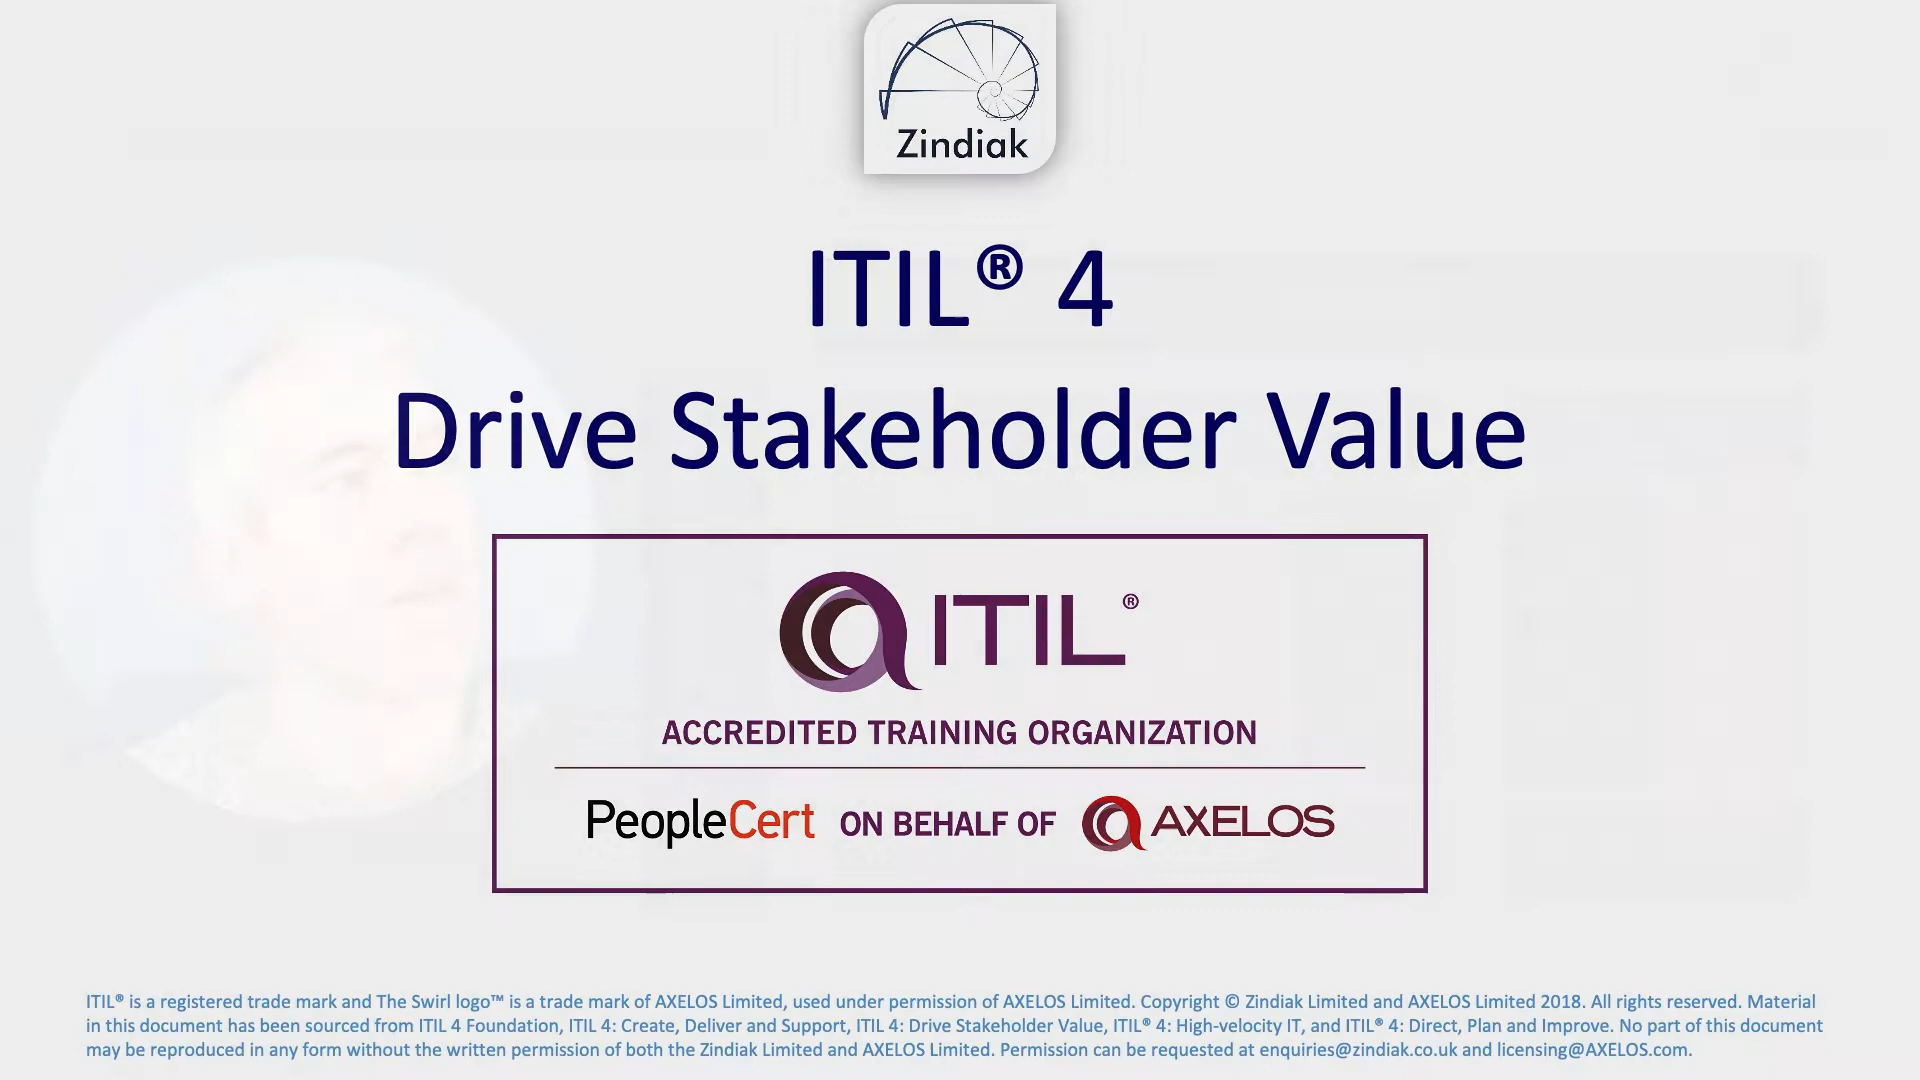 Zindiak
ITIL® 4
Drive Stakeholder Value
ITIL®
ACCREDITED TRAINING ORGANIZATION
PeopleCert ON BEHALF OF AXELOS
ITIL® is a registered trade mark and The Swirl logo™ is a trade mark of AXELOS Limited, used under permission of AXELOS Limited. Copyright © Zindiak Limited and AXELOS Limited 2018. All rights reserved. Material
in this document has been sourced from ITIL 4 Foundation, ITIL 4: Create, Deliver and Support, ITIL 4: Drive Stakeholder Value, ITIL® 4: High-velocity IT, and ITIL® 4: Direct, Plan and Improve. No part of this document
may be reproduced in any form without the written permission of both the Zindiak Limited and AXELOS Limited. Permission can be requested at enquiries@zindiak.co.uk and licensing@AXELOS.com.